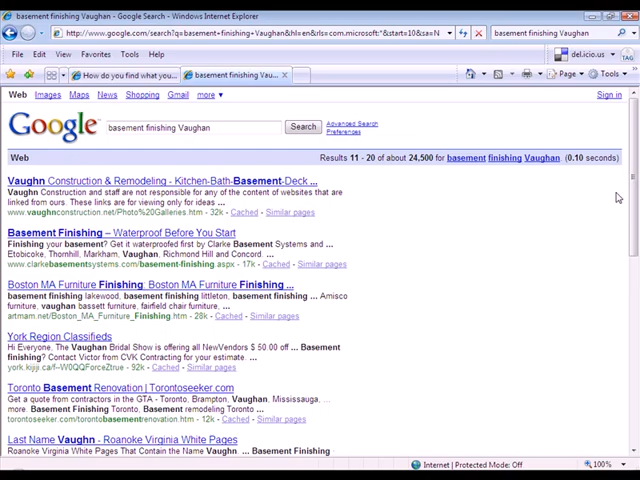 basement finishing Vaughan - Google Search - Windows Internet Explorer
http://www.google.com/search?q=basement+finishing+Vaughan&hl=en&rls=com.microsoft:*&start=10&sa=N
basement finishing Vaughan
File Edit View Favorites Tools Help
del.icio.us TAG
How do you finds what you...
basement finishing Vau...
Page Tools
Web Images Maps News Shopping Gmail more ▼
Sign in
Google
basement finishing Vaughan
Search
Advanced Search
Preferences
Web
Results 11 - 20 of about 24,500 for basement finishing Vaughan. (0.10 seconds)
Vaughn Construction & Remodeling - Kitchen-Bath-Basement-Deck ...
Vaughn Construction and staff are not responsible for any of the content of websites that are
linked from ours. These links are for viewing only for ideas ...
www.vaughnconstruction.net/Photo%20Galleries.htm - 32k - Cached - Similar pages
Basement Finishing – Waterproof Before You Start
Finishing your basement? Get it waterproofed first by Clarke Basement Systems and ...
Etobicoke, Thornhill, Markham, Vaughan, Richmond Hill and Concord. ...
www.clarkebasementsystems.com/basement-finishing.aspx - 17k - Cached - Similar pages
Boston MA Furniture Finishing: Boston MA Furniture Finishing ...
basement finishing lakewood, basement finishing littleton, basement finishing ... Amisco
furniture, vaughan bassett furniture, fairfield chair furniture, ...
artmam.net/Boston_MA_Furniture_Finishing.htm - 28k - Cached - Similar pages
York Region Classifieds
Hi Everyone. The Vaughan Bridal Show is offering all NewVendors $ 50.00 off ... Basement
finishing? Contact Victor from CVK Contracting for your estimate.
york.kijiji.ca/f--W0QQForceZtrue - 92k - Cached - Similar pages
Toronto Basement Renovation | Torontoseeker.com
Get a quote from contractors in the GTA - Toronto, Brampton, Vaughan, Mississauga, ...
more. Basement Finishing Toronto, Basement remodeling Toronto ...
torontoseeker.com/torontobasementrenovation.htm - 12k - Cached - Similar pages
Last Name Vaughn - Roanoke Virginia White Pages
Roanoke Virginia White Pages That Contain the Name Vaughn. ... Basement Finishing
Internet | Protected Mode: Off
100%